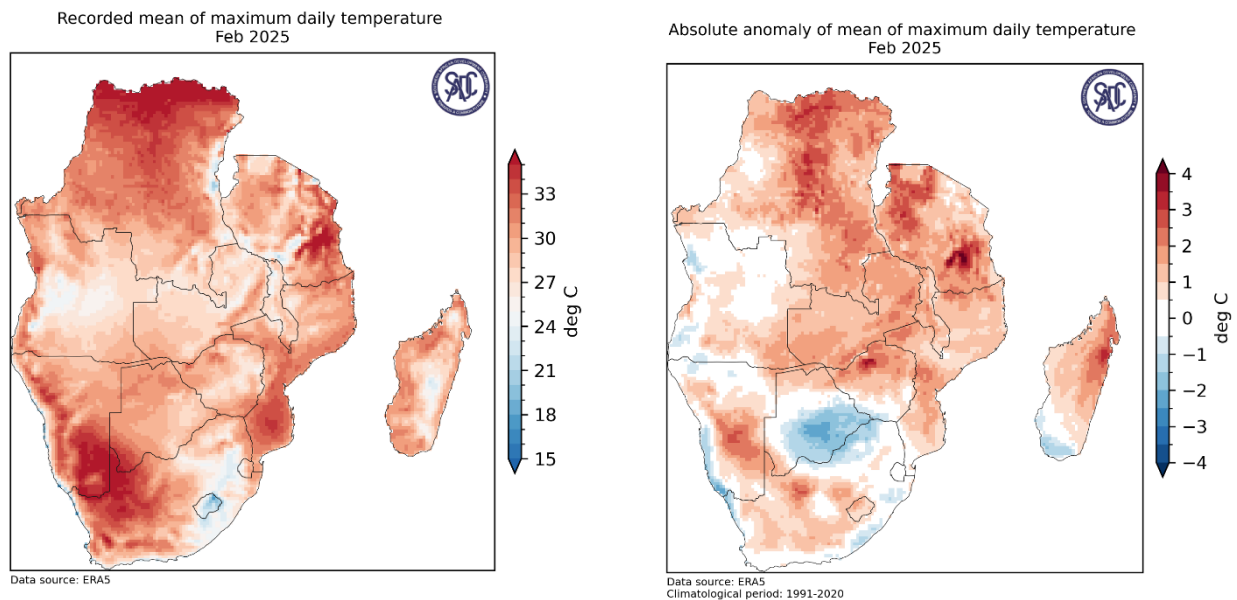 Recorded mean of maximum daily temperature
Feb 2025
SADC
33
30
27
24
21
18
15
deg C
Data source: ERA5
Absolute anomaly of mean of maximum daily temperature
Feb 2025
SADC
4
3
2
1
0
−1
−2
−3
−4
deg C
Data source: ERA5
Climatological period: 1991-2020